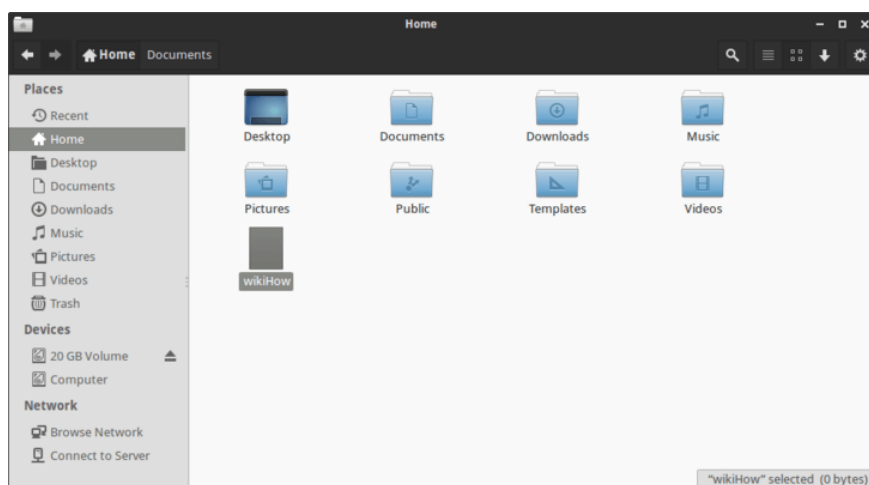 Home
Home Documents
Places
Recent
Home
Desktop
Documents
Downloads
Music
Pictures
Videos
Trash
Devices
20 GB Volume
Computer
Network
Browse Network
Connect to Server
Desktop Documents Downloads Music
Pictures Public Templates Videos
wikiHow
"wikiHow" selected (0 bytes)